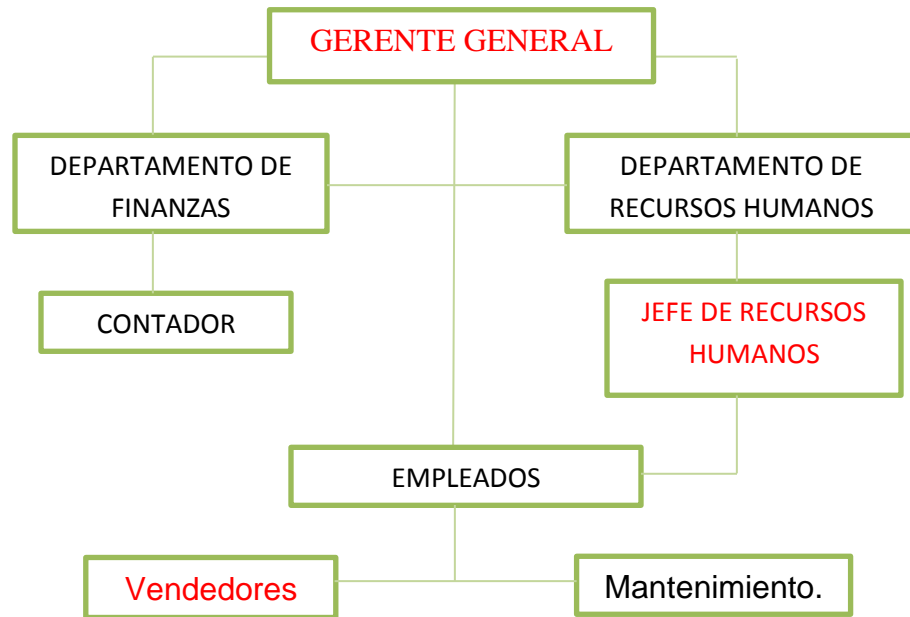 GERENTE GENERAL
DEPARTAMENTO DE
FINANZAS
DEPARTAMENTO DE
RECURSOS HUMANOS
CONTADOR
JEFE DE RECURSOS
HUMANOS
EMPLEADOS
Vendedores
Mantenimiento.